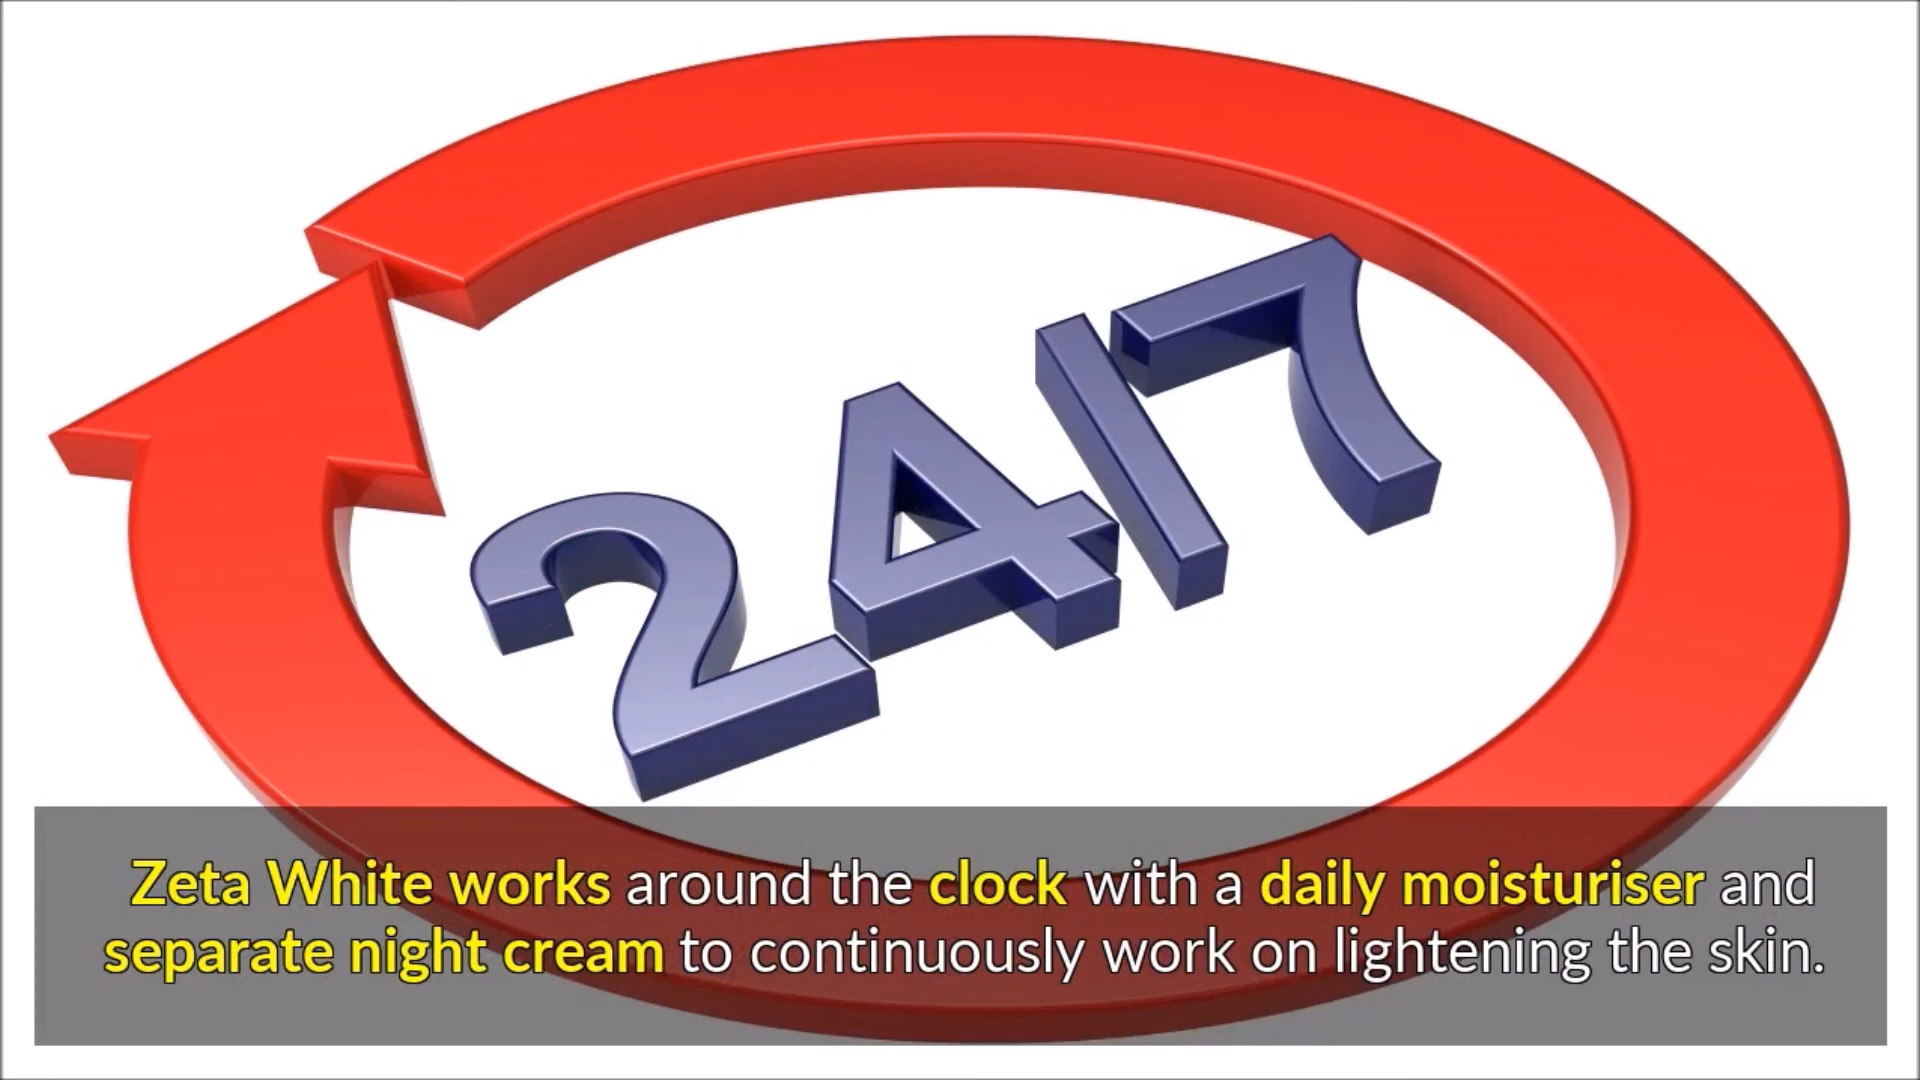 24/7
Zeta White works around the clock with a daily moisturiser and
separate night cream to continuously work on lightening the skin.